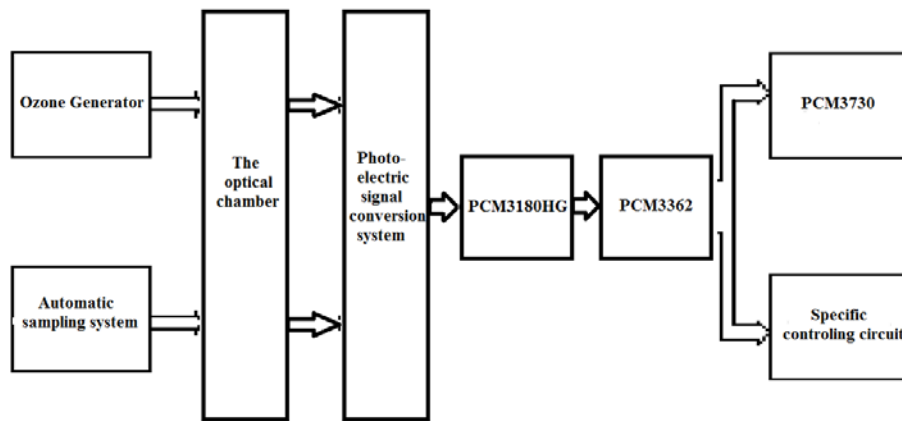 Ozone Generator
Automatic
sampling system
The
optical
chamber
Photo-
electric
signal
conversion
system
PCM3180HG
PCM3362
PCM3730
Specific
controling circuit